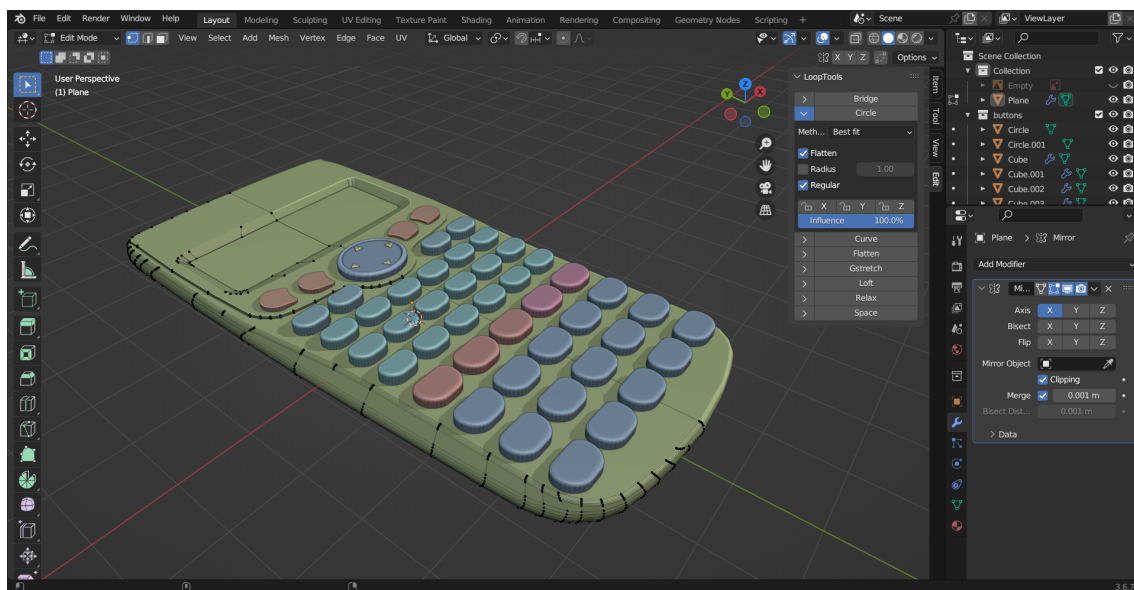 File Edit Render Window Help Layout Modeling Sculpting UV Editing Texture Paint Shading Animation Rendering Compositing Geometry Nodes Scripting + Scene ViewLayer
Edit Mode View Select Add Mesh Vertex Edge Face UV Global
X Y Z Options
User Perspective
(1) Plane
Z
Y
X
LoopTools
Bridge
Circle
Meth... Best fit
Flatten
Radius 1.00
Regular
X Y Z
Influence 100.0%
Curve
Flatten
Gstretch
Loft
Relax
Space
Item
Tool
View
Edit
Scene Collection
Collection
Empty
Plane
buttons
Circle
Circle.001
Cube
Cube.001
Cube.002
Cube.003
Plane > Mirror
Add Modifier
Mi...
Axis X Y Z
Bisect X Y Z
Flip X Y Z
Mirror Object
Clipping
Merge 0.001 m
Bisect Dist... 0.001 m
Data
3.6.7